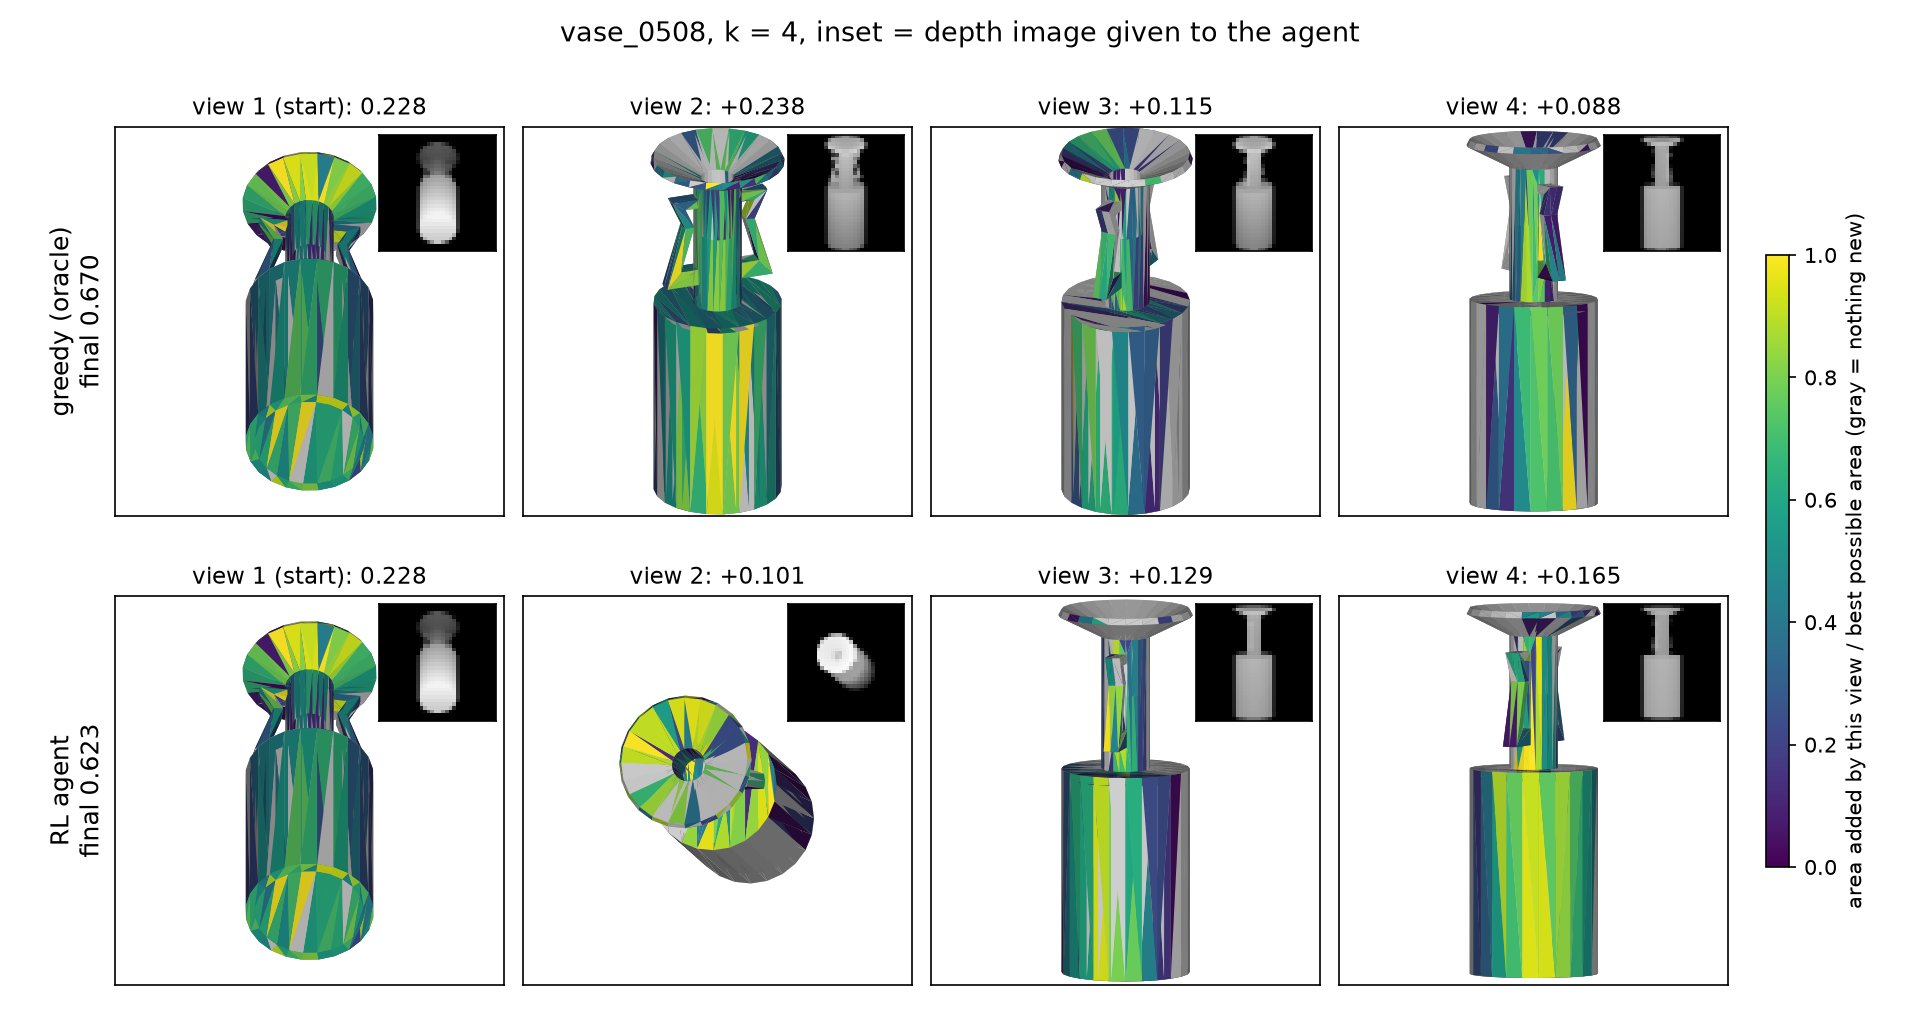 vase_0508, k = 4, inset = depth image given to the agent
view 1 (start): 0.228
view 2: +0.238
view 3: +0.115
view 4: +0.088
greedy (oracle)
final 0.670
view 1 (start): 0.228
view 2: +0.101
view 3: +0.129
view 4: +0.165
RL agent
final 0.623
1.0
0.8
0.6
0.4
0.2
0.0
area added by this view / best possible area (gray = nothing new)